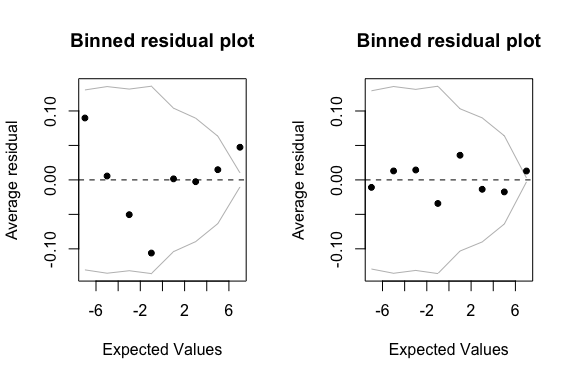 Binned residual plot
Average residual
0.10
0.00
-0.10
-6
-2
2
6
Expected Values
Binned residual plot
Average residual
0.10
0.00
-0.10
-6
-2
2
6
Expected Values